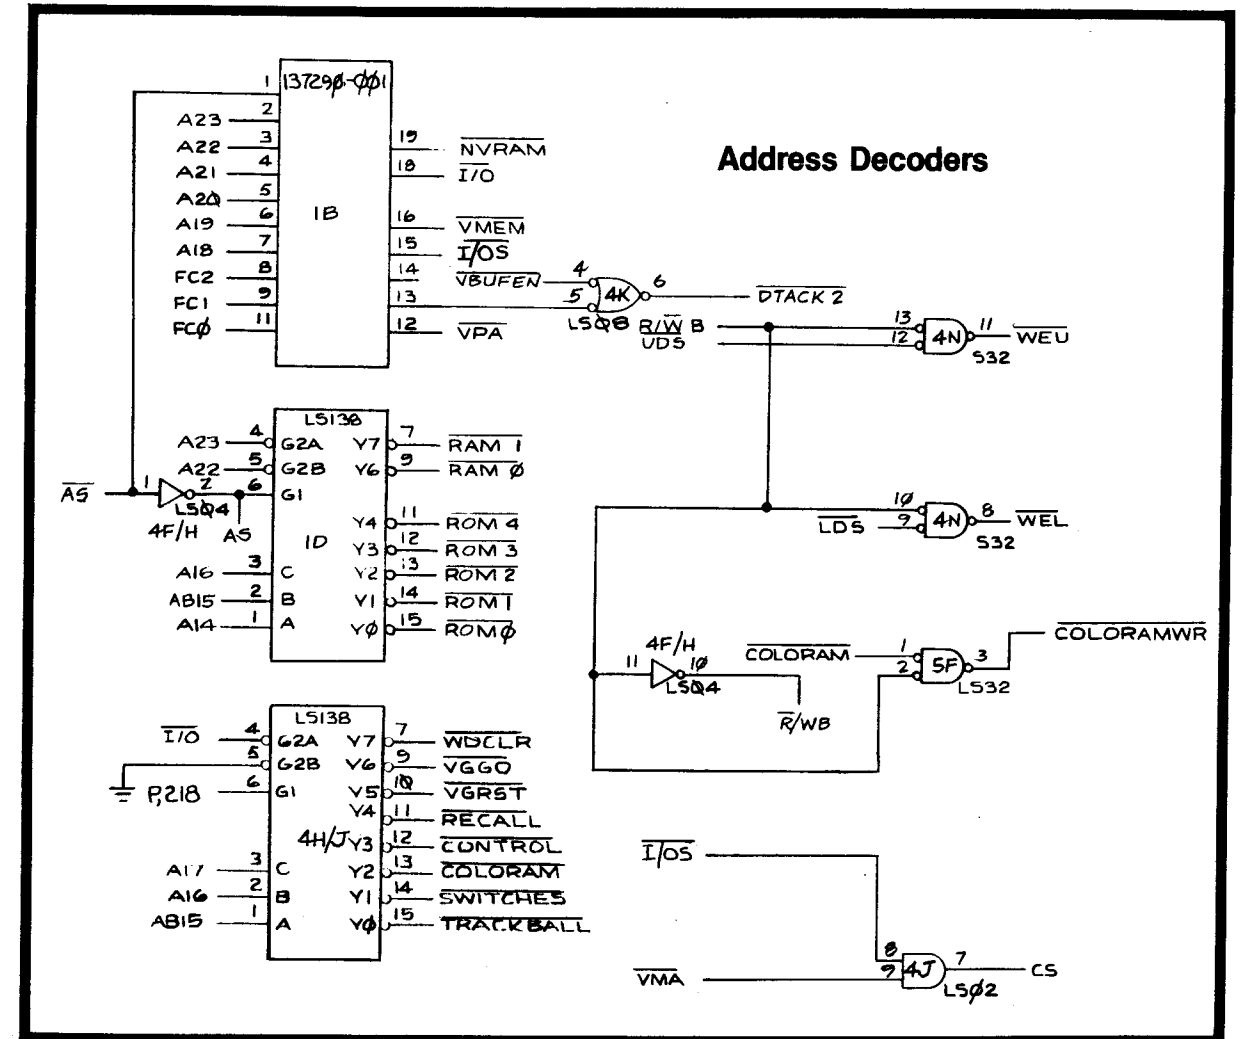 Address Decoders
1 137290-001
A23 2
A22 3
A21 4
A20 5
A19 6
A18 7
FC2 8
FC1 9
FC0 11
1B
19 NVRAM
18 I/O
16 VMEM
15 I/OS
14
13
12 VPA
VBUFEN 4
5
4K
LS08
6 DTACK2
R/W B 13
UDS 12
4N
S32
11 WEU
LS138
A23 4 G2A
A22 5 G2B
AS 1 2 6 G1
LS04
4F/H
AS
1D
A16 3 C
AB15 2 B
A14 1 A
Y7 7 RAM 1
Y6 9 RAM 0
Y4 11 ROM 4
Y3 12 ROM 3
Y2 13 ROM 2
Y1 14 ROM 1
Y0 15 ROM0
10
LDS 9
4N
S32
8 WEL
4F/H
11 10
LS04
R/WB
COLORAM 1
2
5F
LS32
3 COLORAMWR
LS138
I/O 4 G2A
5 G2B
P,218 6 G1
4H/J
A17 3 C
A16 2 B
AB15 1 A
Y7 7 WDCLR
Y6 9 VGGO
Y5 10 VGRST
Y4 11 RECALL
Y3 12 CONTROL
Y2 13 COLORAM
Y1 14 SWITCHES
Y0 15 TRACKBALL
I/OS 8
VMA 9
4J
LS02
7 CS